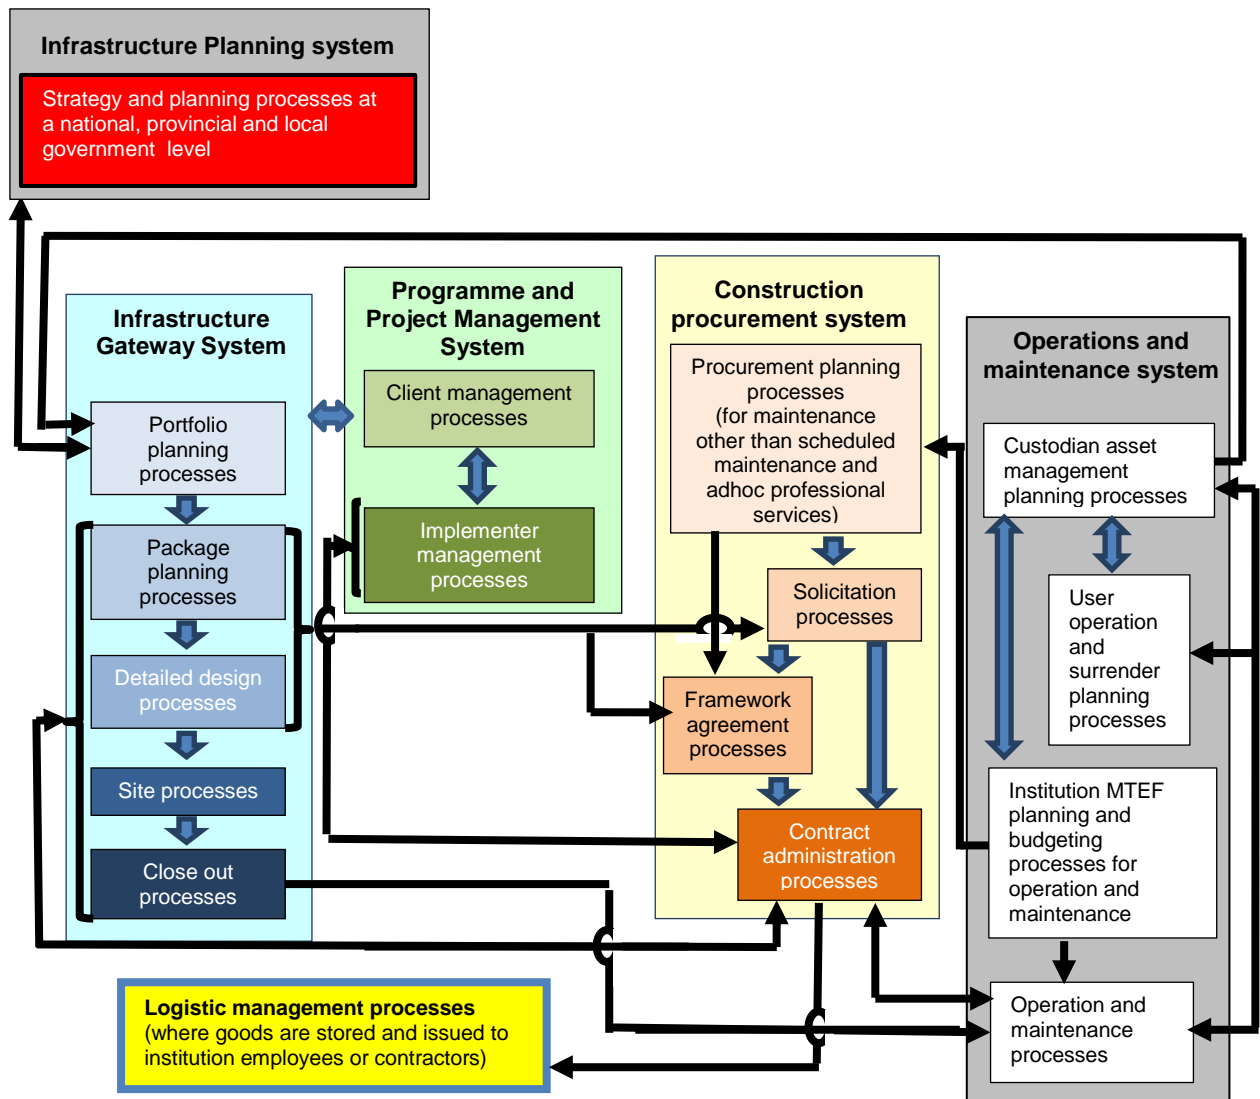 Infrastructure Planning system
Strategy and planning processes at
a national, provincial and local
government level
Infrastructure
Gateway System
Portfolio
planning
processes
Package
planning
processes
Detailed design
processes
Site processes
Close out
processes
Programme and
Project Management
System
Client management
processes
Implementer
management
processes
Construction
procurement system
Procurement planning
processes
(for maintenance
other than scheduled
maintenance and
adhoc professional
services)
Solicitation
processes
Framework
agreement
processes
Contract
administration
processes
Operations and
maintenance system
Custodian asset
management
planning processes
User
operation
and
surrender
planning
processes
Institution MTEF
planning and
budgeting
processes for
operation and
maintenance
Operation and
maintenance
processes
Logistic management processes
(where goods are stored and issued to
institution employees or contractors)